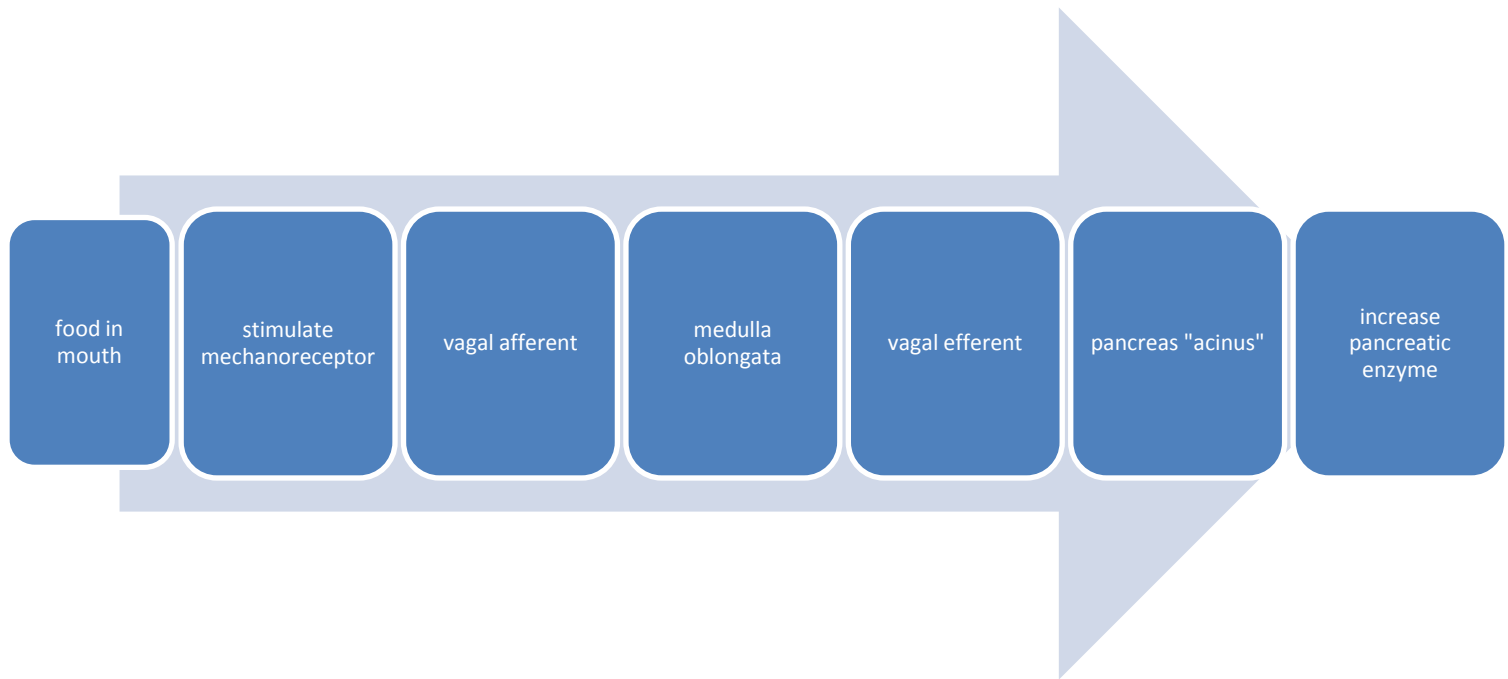 food in
mouth
stimulate
mechanoreceptor
vagal afferent
medulla
oblongata
vagal efferent
pancreas "acinus"
increase
pancreatic
enzyme